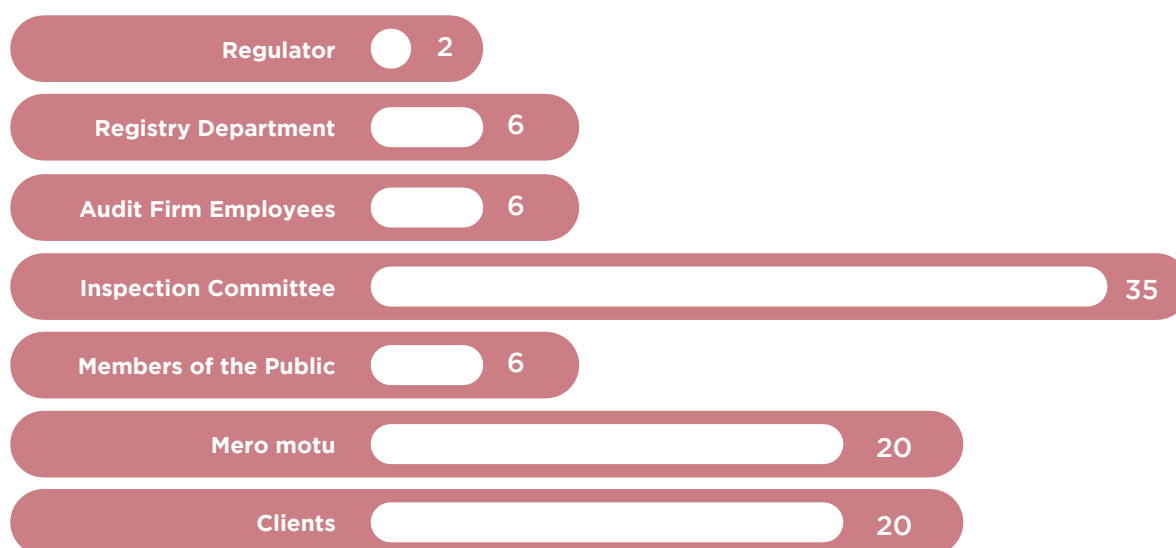 Regulator 2
Registry Department 6
Audit Firm Employees 6
Inspection Committee 35
Members of the Public 6
Mero motu 20
Clients 20